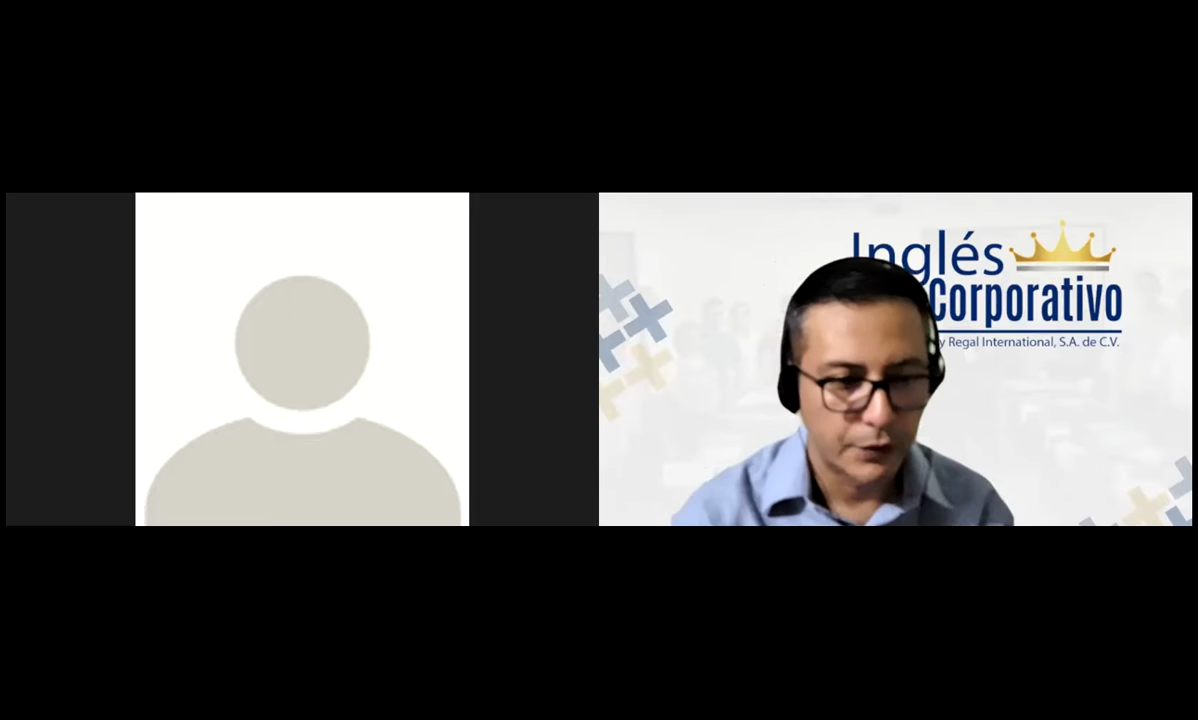 Inglés
Corporativo
y Regal International, S.A. de C.V.